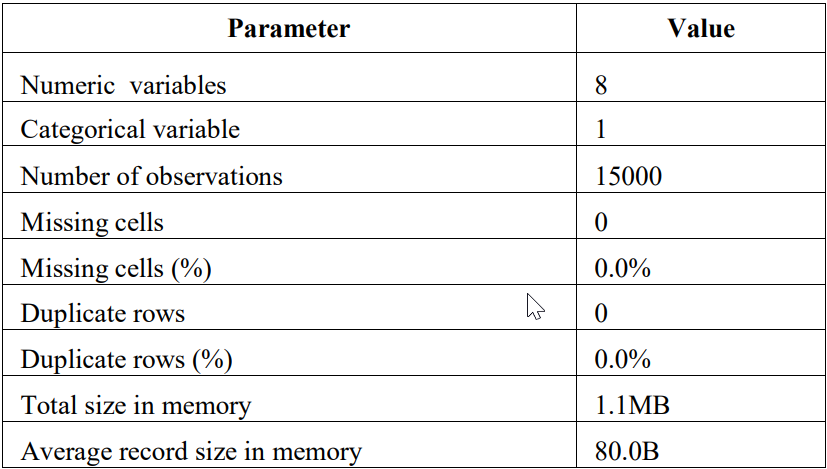 Parameter Value
Numeric variables 8
Categorical variable 1
Number of observations 15000
Missing cells 0
Missing cells (%) 0.0%
Duplicate rows 0
Duplicate rows (%) 0.0%
Total size in memory 1.1MB
Average record size in memory 80.0B